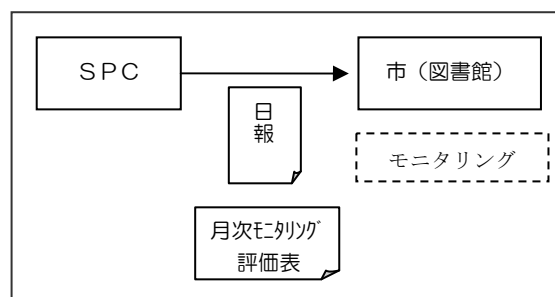 ＳＰＣ
市（図書館）
日
報
モニタリング
月次ﾓﾆﾀﾘﾝｸﾞ
評価表